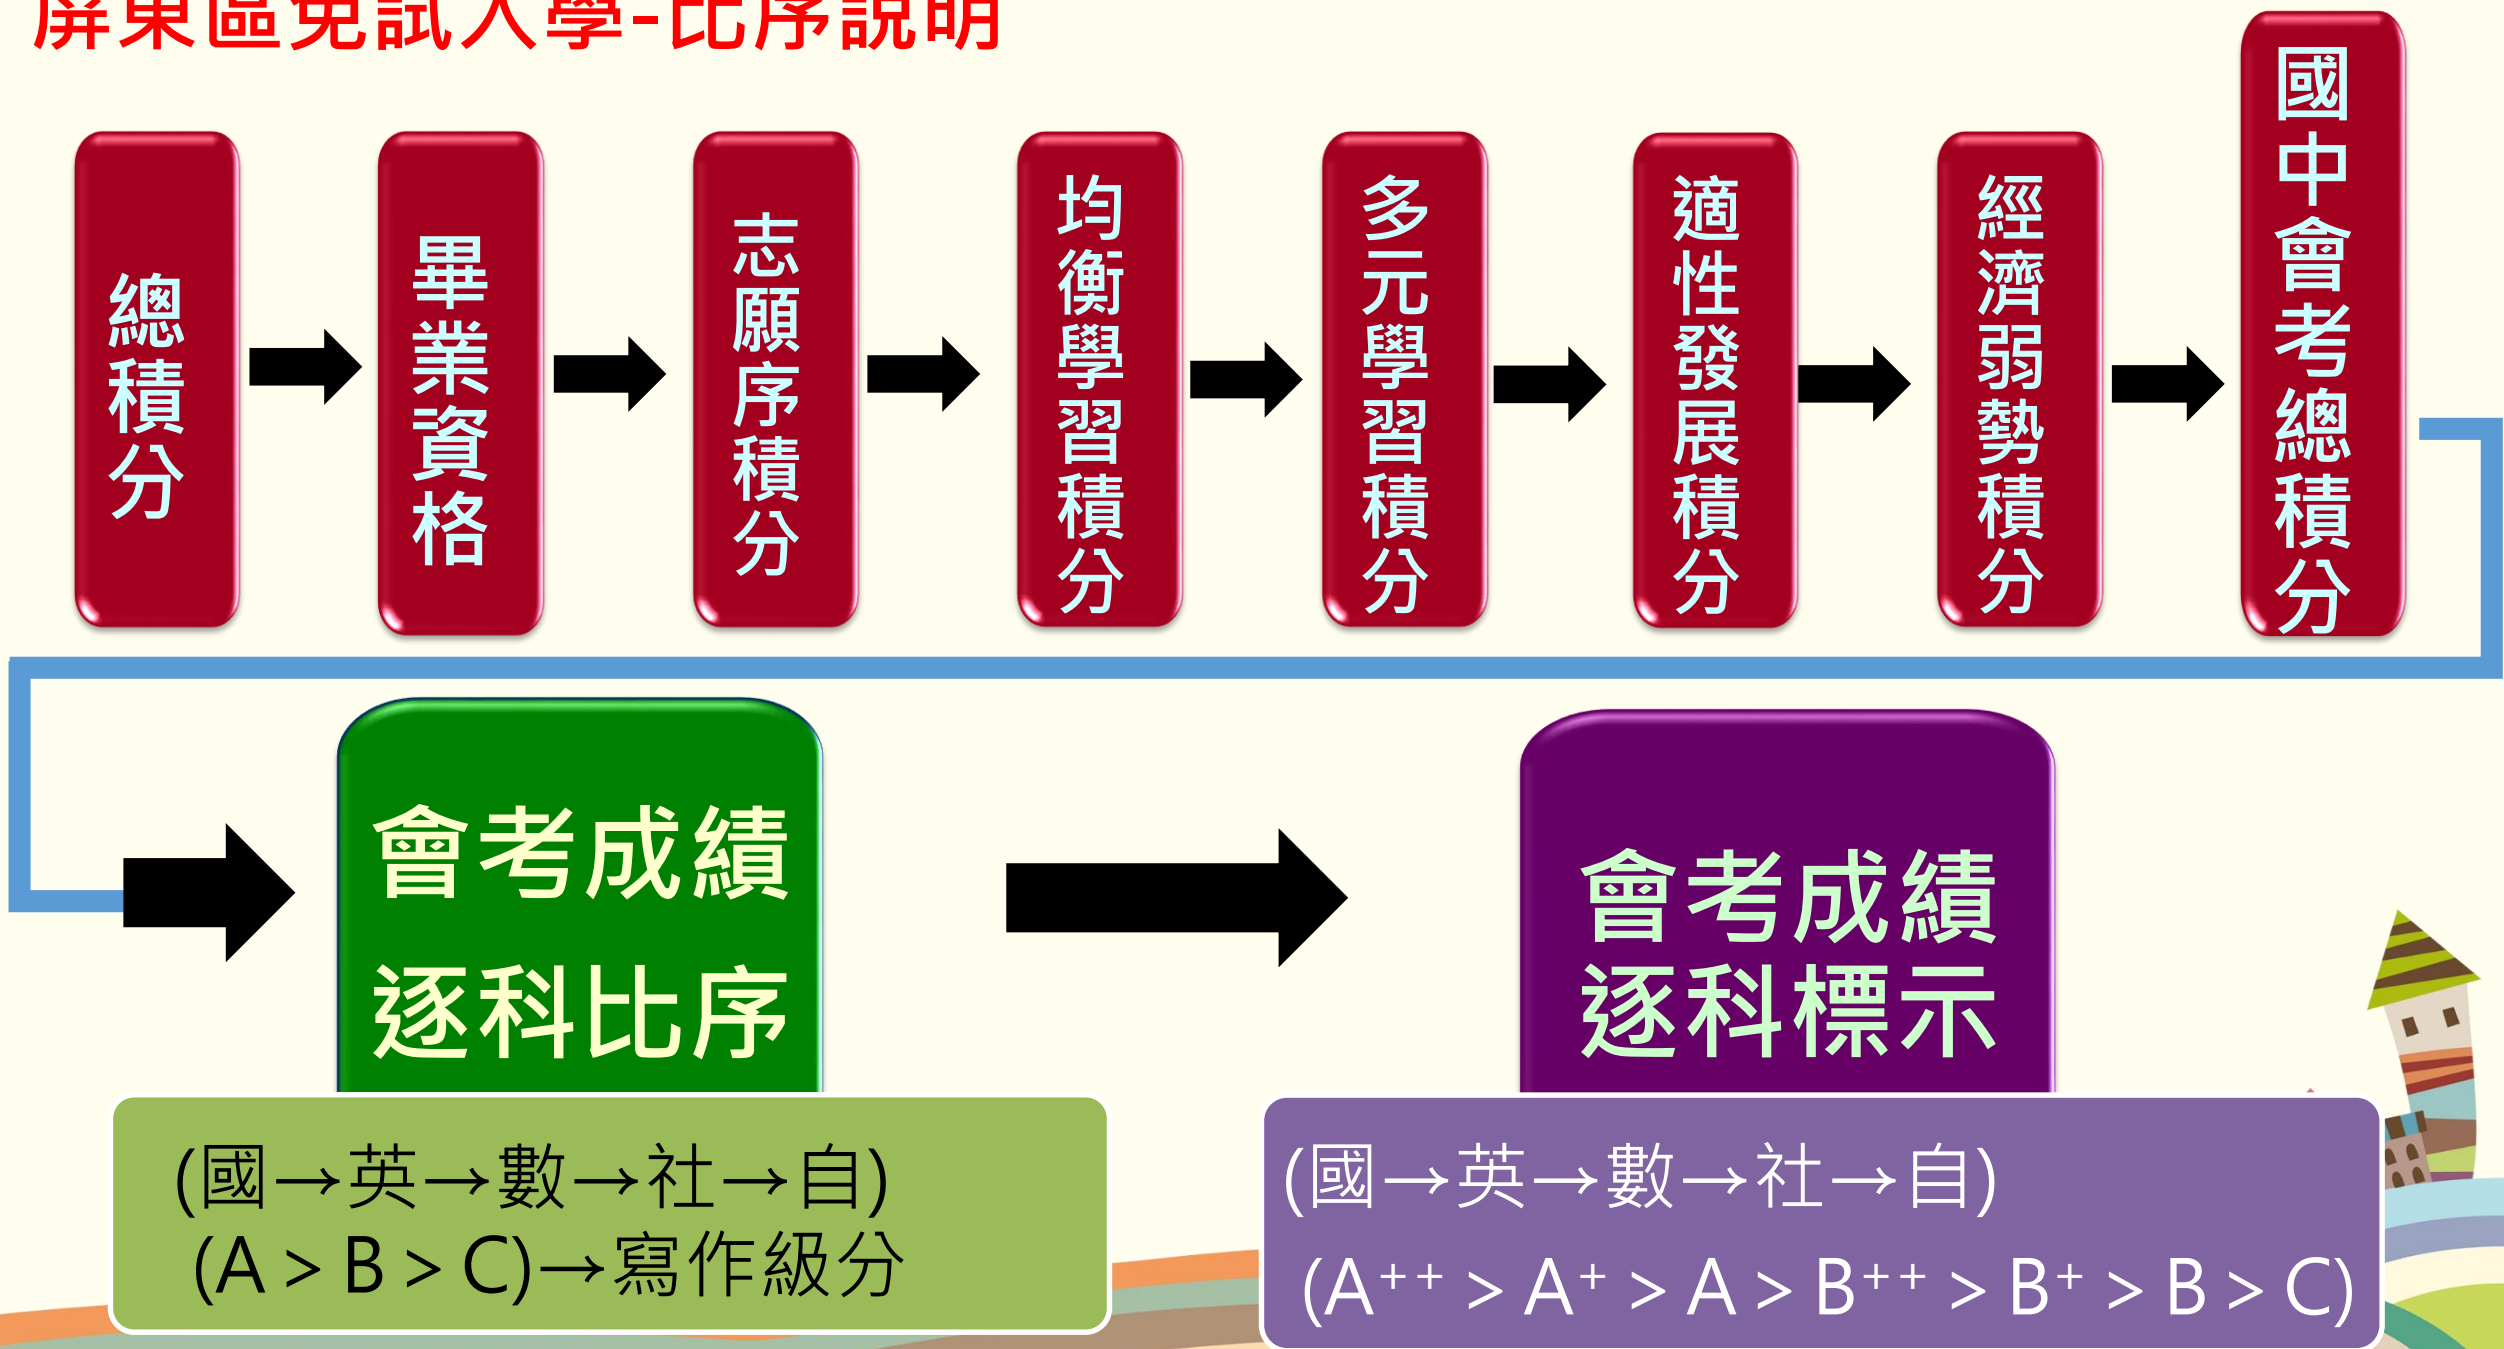 屏東區免試入學-比序說明
總積分
畢業資格
志願序積分
均衡學習積分
多元學習積分
適性發展積分
經濟弱勢積分
國中會考總積分
會考成績
逐科比序
(國→英→數→社→自)
(A > B > C)→寫作級分
會考成績
逐科標示
(國→英→數→社→自)
(A⁺⁺ > A⁺ > A > B⁺⁺ > B⁺ > B > C)